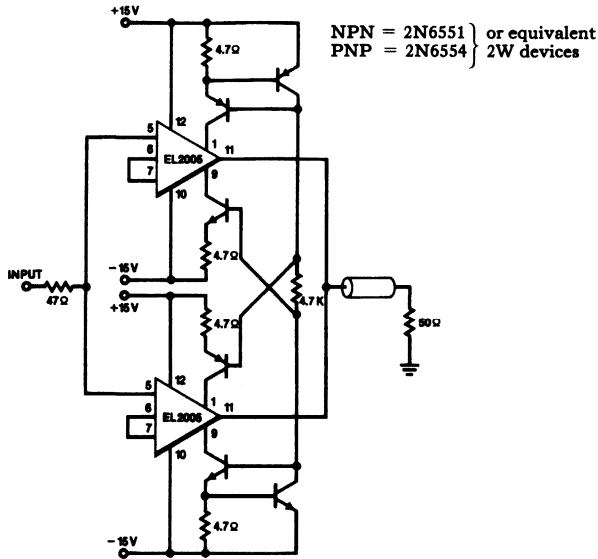 +15V
NPN = 2N6551
PNP = 2N6554
or equivalent
2W devices
4.7Ω
12
5
6
7
1
11
EL2005
9
10
4.7Ω
-15V
INPUT
47Ω
+15V
4.7Ω
4.7K
50Ω
12
5
6
7
1
11
EL2005
9
10
4.7Ω
-15V